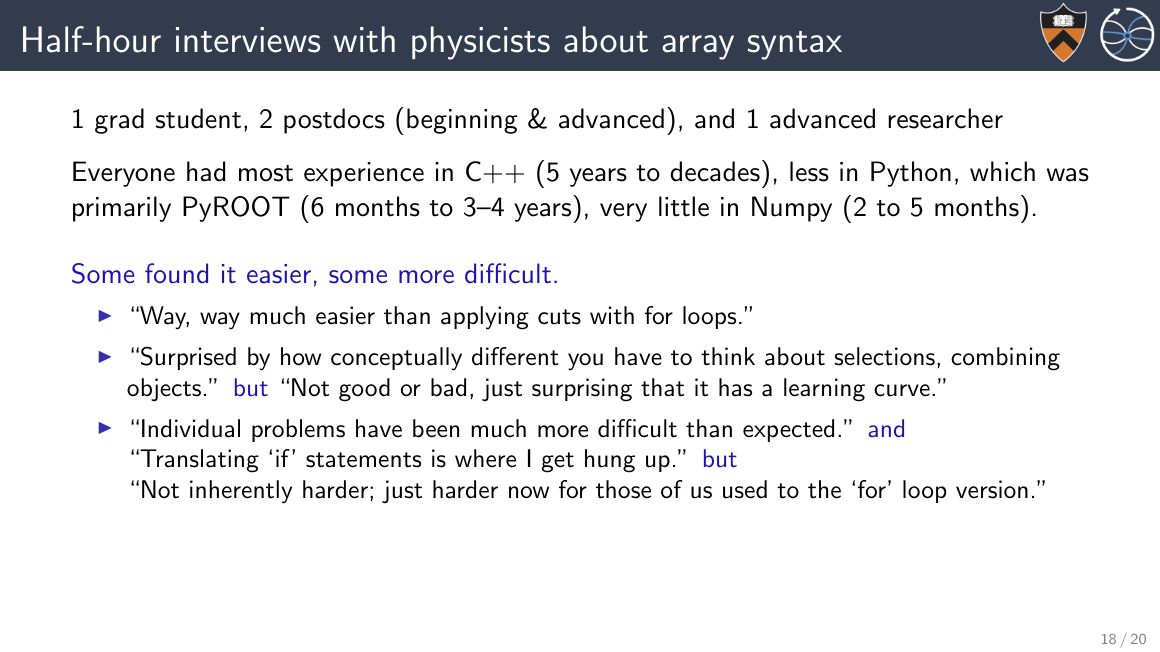 Half-hour interviews with physicists about array syntax
1 grad student, 2 postdocs (beginning & advanced), and 1 advanced researcher
Everyone had most experience in C++ (5 years to decades), less in Python, which was
primarily PyROOT (6 months to 3–4 years), very little in Numpy (2 to 5 months).
Some found it easier, some more difficult.
▶ “Way, way much easier than applying cuts with for loops.”
▶ “Surprised by how conceptually different you have to think about selections, combining
objects.” but “Not good or bad, just surprising that it has a learning curve.”
▶ “Individual problems have been much more difficult than expected.” and
“Translating ‘if’ statements is where I get hung up.” but
“Not inherently harder; just harder now for those of us used to the ‘for’ loop version.”
18 / 20